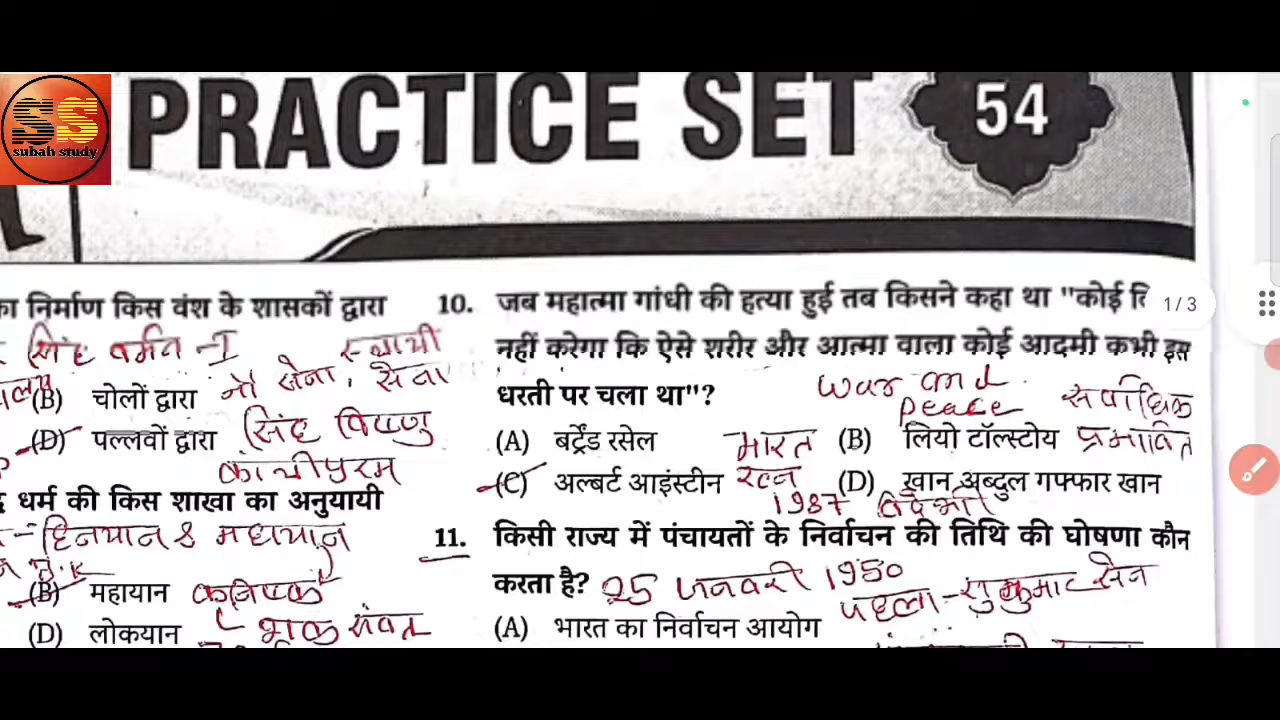 PRACTICE SET
54
SS
subah study
का निर्माण किस वंश के शासकों द्वारा
सिंह वर्मन -I
स्थायी
(B) चोलों द्वारा
नौ सेना, सेना
(D) पल्लवों द्वारा
(सिंह विष्णु
कांचीपुरम
धर्म की किस शाखा का अनुयायी
हिनयान & महायान
(B) महायान
कनिष्क
(D) लोकयान
संवत
10. जब महात्मा गांधी की हत्या हुई तब किसने कहा था "कोई
1/3
नहीं करेगा कि ऐसे शरीर और आत्मा वाला कोई आदमी कभी इस
धरती पर चला था"?
war and
peace
सर्वाधिक
(A) बर्ट्रेंड रसेल
भारत
(B) लियो टॉल्स्टोय
प्रभावित
(C) अल्बर्ट आइंस्टीन
रत्न
(D) खान अब्दुल गफ्फार खान
1987 विदेशी
11. किसी राज्य में पंचायतों के निर्वाचन की तिथि की घोषणा कौन
करता है?
25 जनवरी 1950
(A) भारत का निर्वाचन आयोग
पहला - सुकुमार सेन